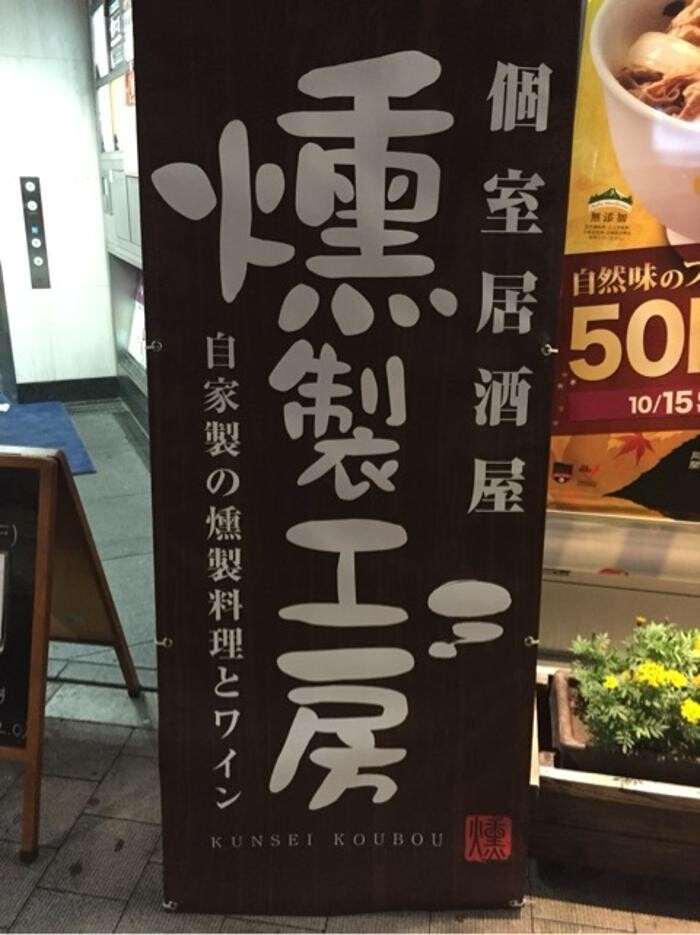 個室居酒屋
燻製工房
自家製の燻製料理とワイン
KUNSEI KOUBOU
燻
無添加
自然味の
50
10/15